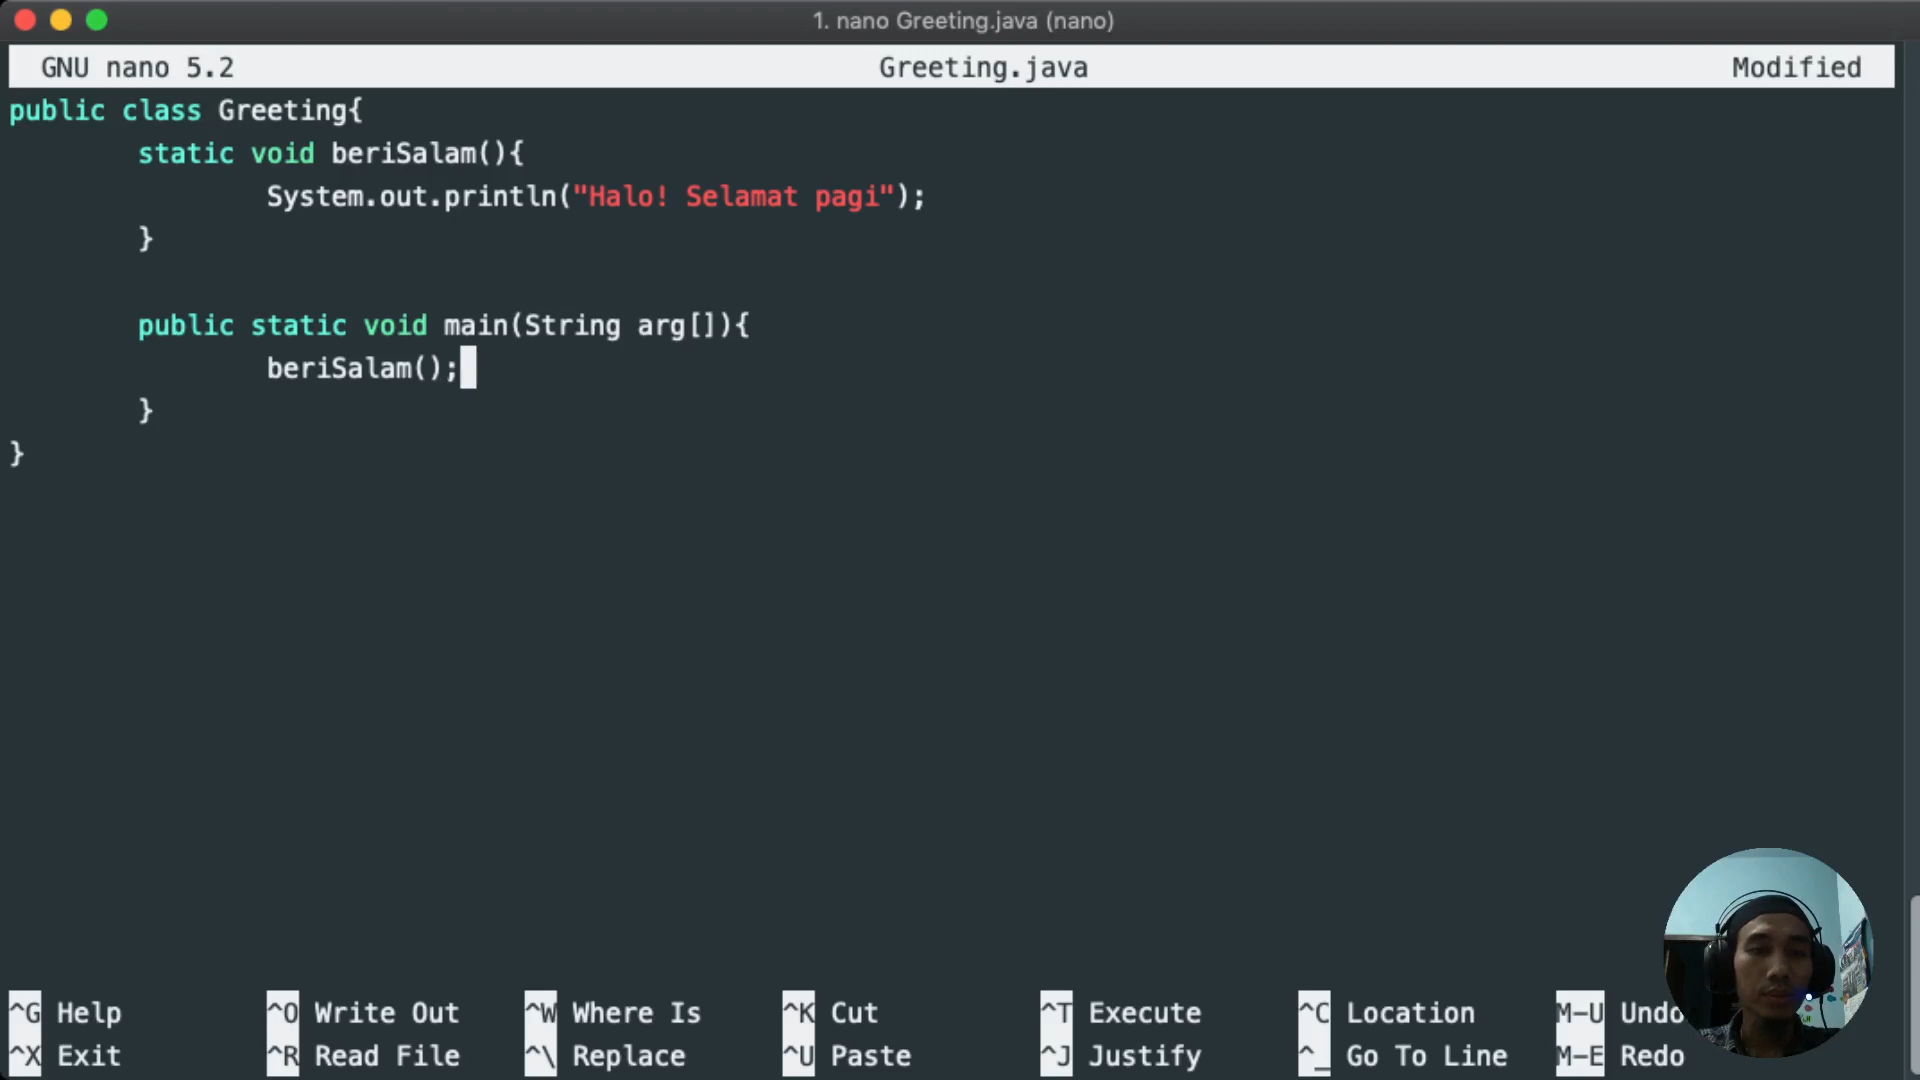 1. nano Greeting.java (nano)
GNU nano 5.2 Greeting.java Modified
public class Greeting{
static void beriSalam(){
System.out.println("Halo! Selamat pagi");
}
public static void main(String arg[]){
beriSalam();
}
}
^G Help ^O Write Out ^W Where Is ^K Cut ^T Execute ^C Location M-U Undo
^X Exit ^R Read File ^\ Replace ^U Paste ^J Justify ^_ Go To Line M-E Redo